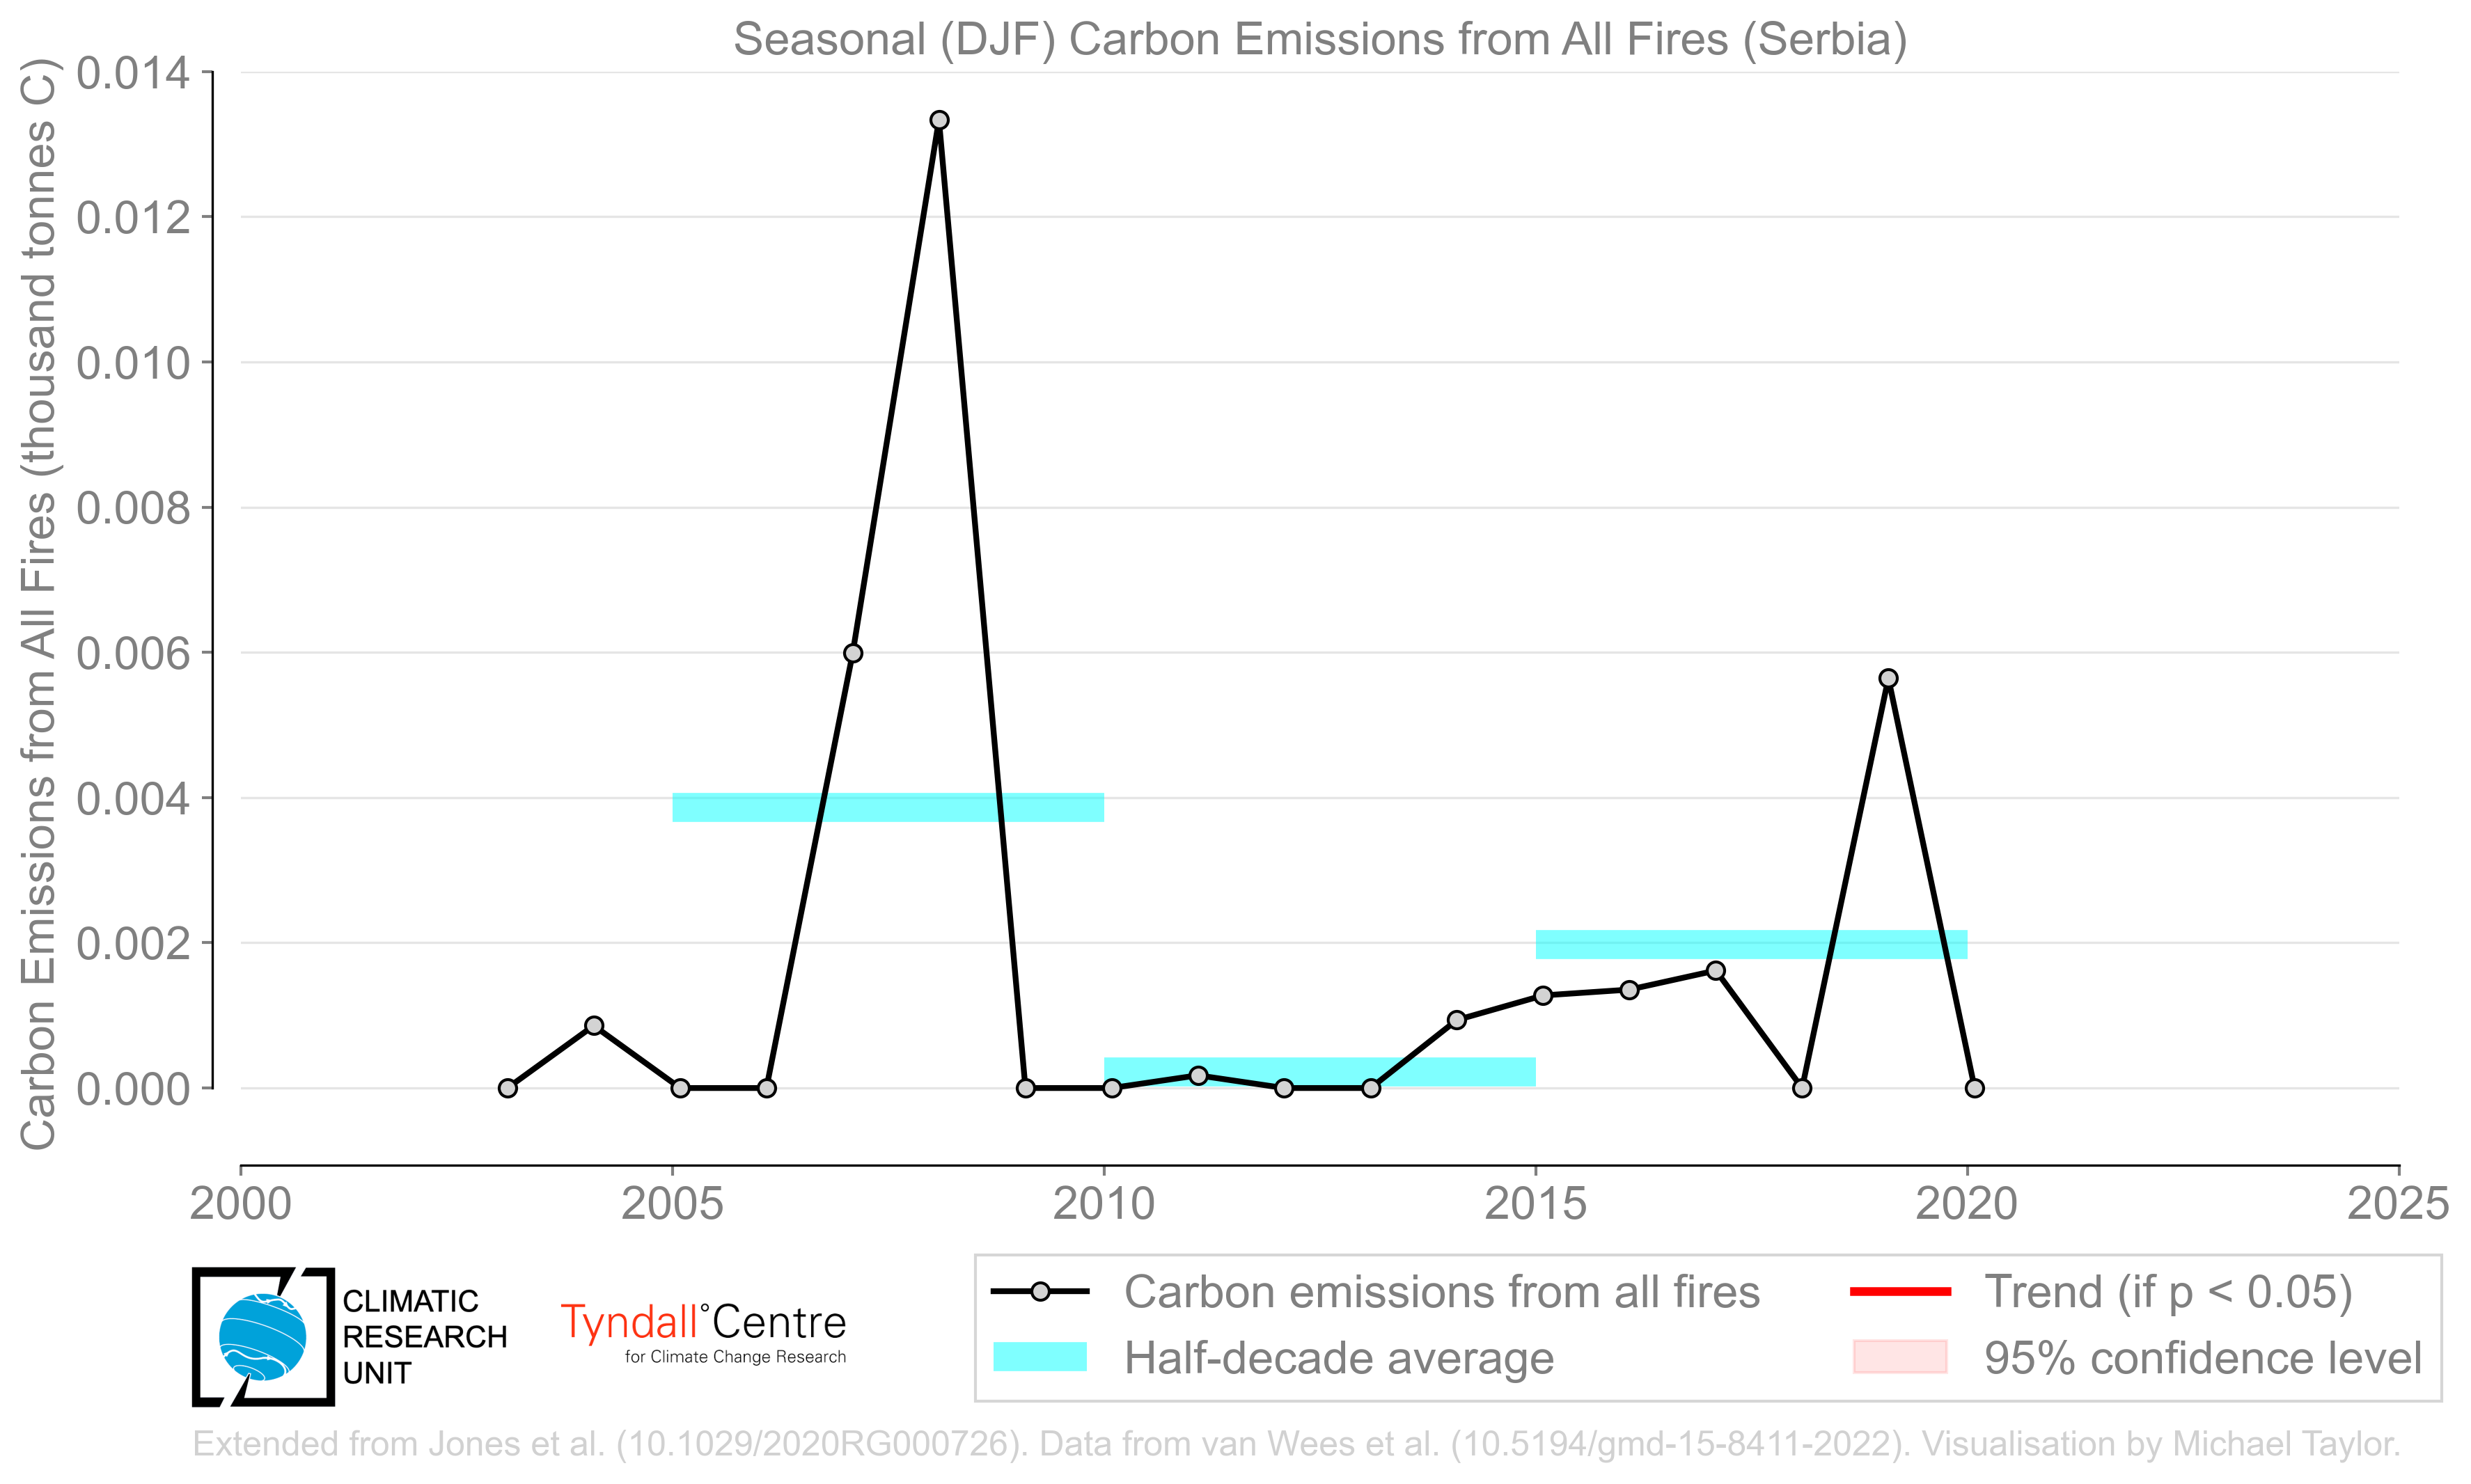 Seasonal (DJF) Carbon Emissions from All Fires (Serbia)
Carbon Emissions from All Fires (thousand tonnes C)
0.014
0.012
0.010
0.008
0.006
0.004
0.002
0.000
2000
2005
2010
2015
2020
2025
CLIMATIC
RESEARCH
UNIT
Tyndall°Centre
for Climate Change Research
Carbon emissions from all fires
Half-decade average
Trend (if p < 0.05)
95% confidence level
Extended from Jones et al. (10.1029/2020RG000726). Data from van Wees et al. (10.5194/gmd-15-8411-2022). Visualisation by Michael Taylor.